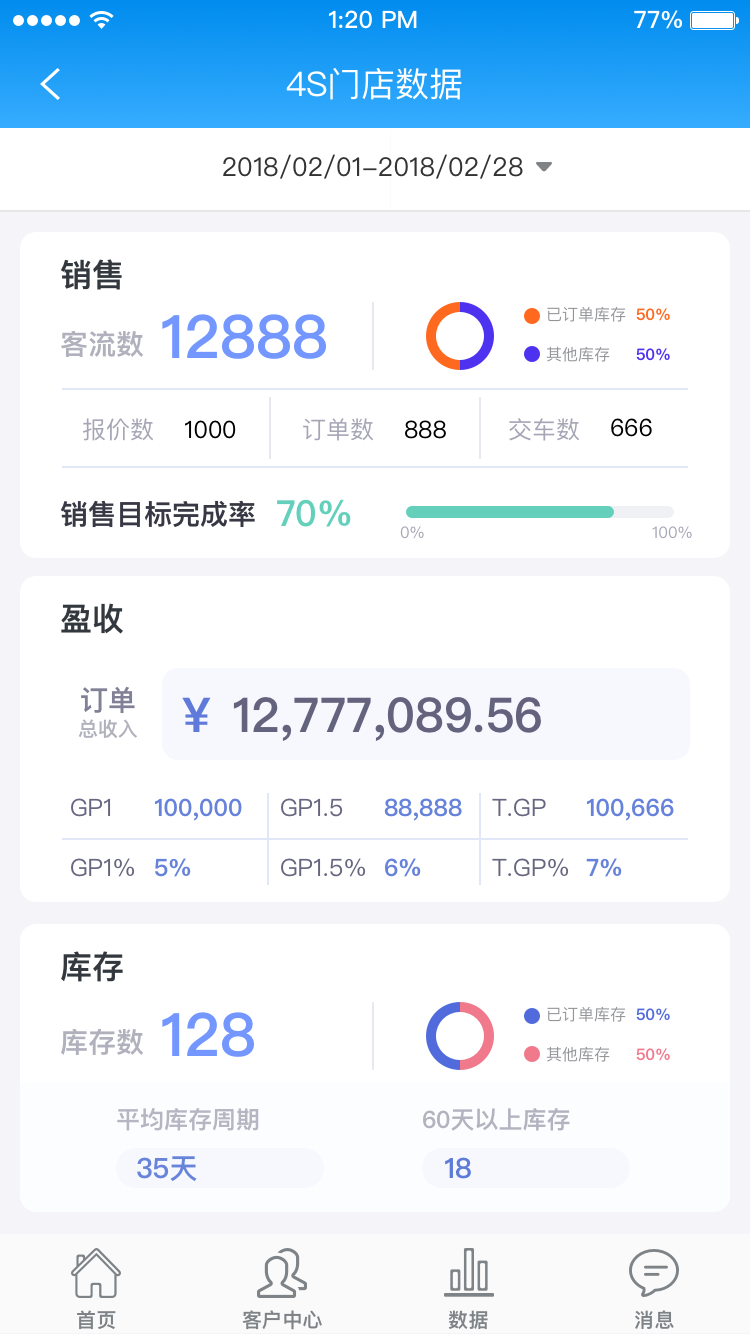 1:20 PM 77%
4S门店数据
2018/02/01-2018/02/28
销售
客流数 12888
已订单库存 50%
其他库存 50%
报价数 1000 订单数 888 交车数 666
销售目标完成率 70%
0% 100%
盈收
订单
总收入
¥ 12,777,089.56
GP1 100,000 GP1.5 88,888 T.GP 100,666
GP1% 5% GP1.5% 6% T.GP% 7%
库存
库存数 128
已订单库存 50%
其他库存 50%
平均库存周期 60天以上库存
35天 18
首页 客户中心 数据 消息